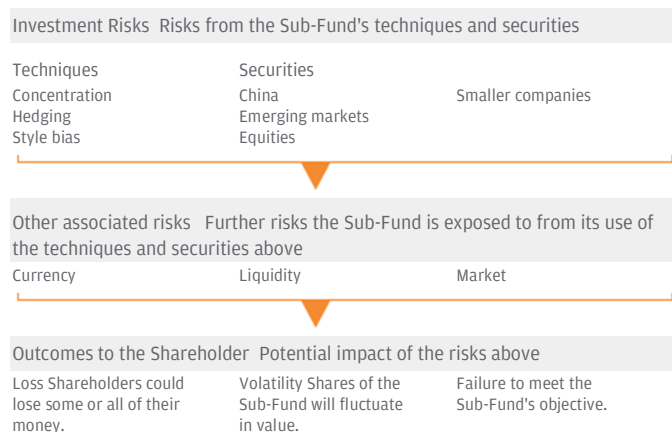 Investment Risks Risks from the Sub-Fund's techniques and securities
Techniques Securities
Concentration China Smaller companies
Hedging Emerging markets
Style bias Equities
Other associated risks Further risks the Sub-Fund is exposed to from its use of
the techniques and securities above
Currency Liquidity Market
Outcomes to the Shareholder Potential impact of the risks above
Loss Shareholders could Volatility Shares of the Failure to meet the
lose some or all of their Sub-Fund will fluctuate Sub-Fund's objective.
money. in value.